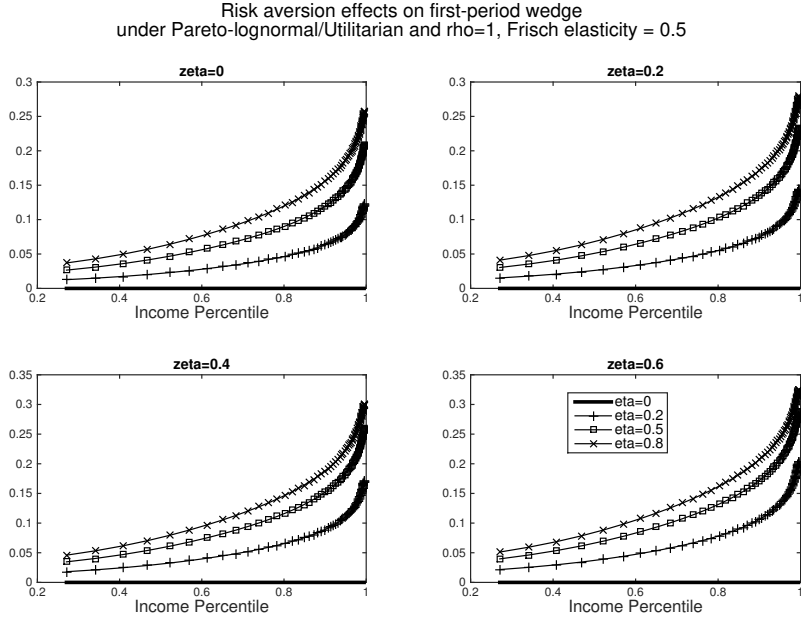 Risk aversion effects on first-period wedge
under Pareto-lognormal/Utilitarian and rho=1, Frisch elasticity = 0.5
zeta=0
0.3
0.25
0.2
0.15
0.1
0.05
0
0.2 0.4 0.6 0.8 1
Income Percentile
zeta=0.2
0.3
0.25
0.2
0.15
0.1
0.05
0
0.2 0.4 0.6 0.8 1
Income Percentile
zeta=0.4
0.35
0.3
0.25
0.2
0.15
0.1
0.05
0
0.2 0.4 0.6 0.8 1
Income Percentile
zeta=0.6
0.35
0.3
0.25
0.2
0.15
0.1
0.05
0
eta=0
eta=0.2
eta=0.5
eta=0.8
0.2 0.4 0.6 0.8 1
Income Percentile